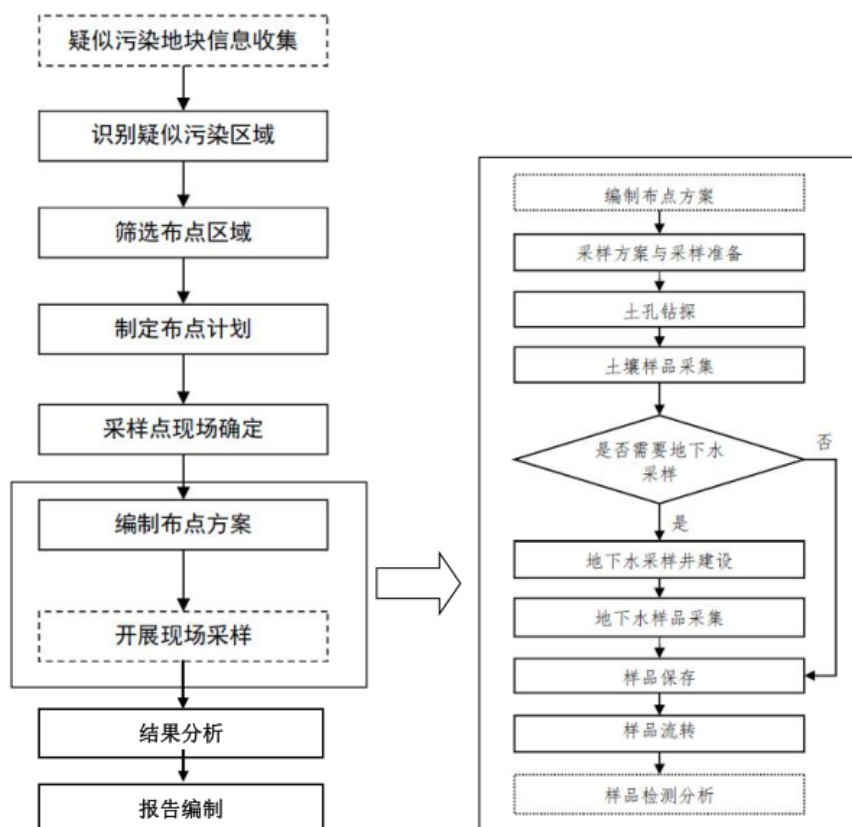 疑似污染地块信息收集
识别疑似污染区域
筛选布点区域
制定布点计划
采样点现场确定
编制布点方案
开展现场采样
结果分析
报告编制
编制布点方案
采样方案与采样准备
土孔钻探
土壤样品采集
是否需要地下水
采样
否
是
地下水采样井建设
地下水样品采集
样品保存
样品流转
样品检测分析